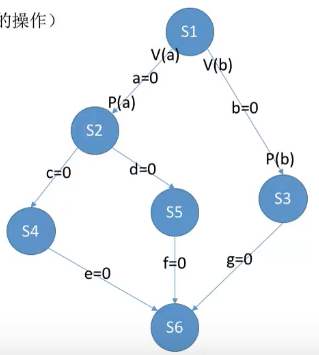 的操作）
S1
V(a)
V(b)
a=0
P(a)
b=0
S2
P(b)
c=0
d=0
S3
S4
S5
e=0
f=0
g=0
S6